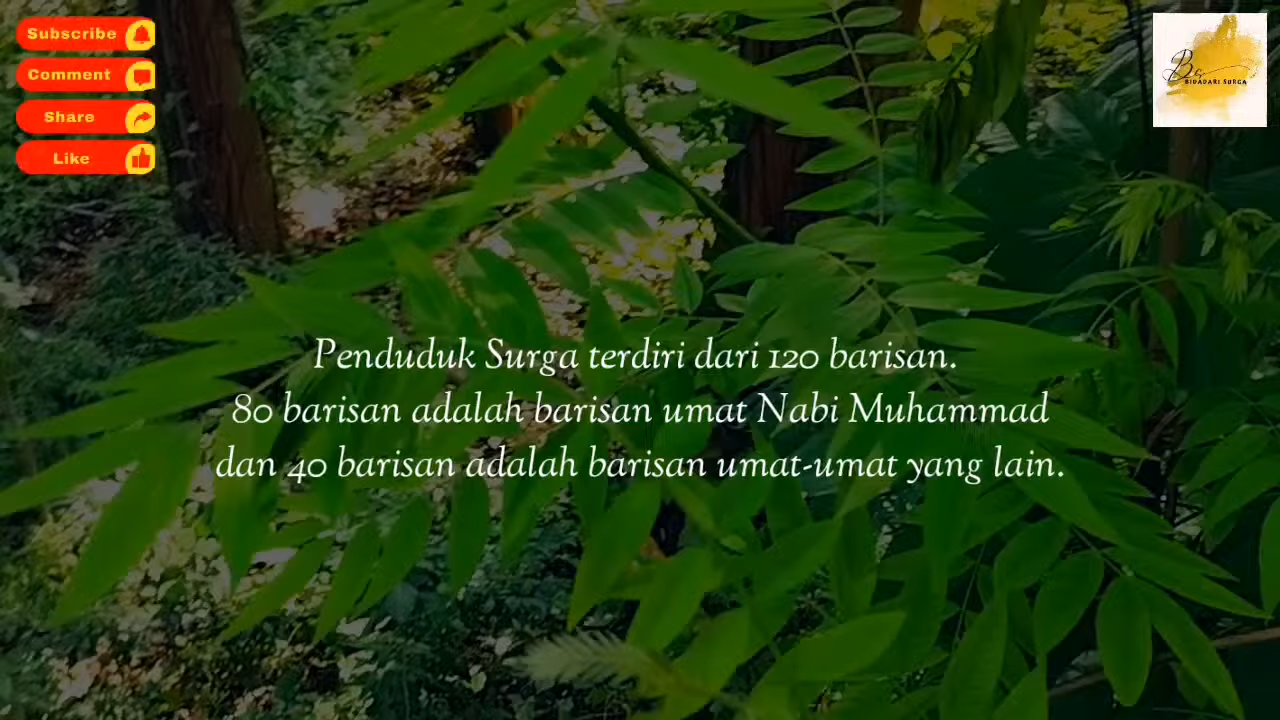 Subscribe
Comment
Share
Like
Bs
BIDADARI SURGA
Penduduk Surga terdiri dari 120 barisan.
80 barisan adalah barisan umat Nabi Muhammad
dan 40 barisan adalah barisan umat-umat yang lain.